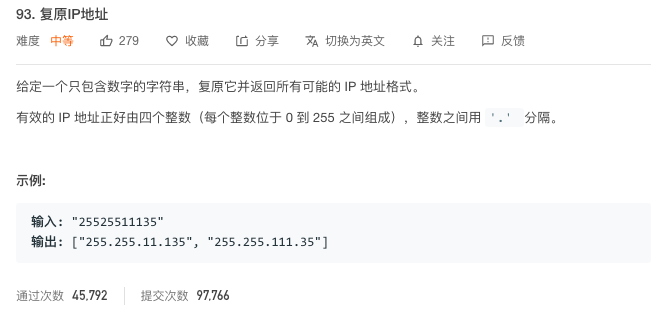 93. 复原IP地址
难度 中等 279 收藏 分享 切换为英文 关注 反馈
给定一个只包含数字的字符串，复原它并返回所有可能的 IP 地址格式。
有效的 IP 地址正好由四个整数（每个整数位于 0 到 255 之间组成），整数之间用 '.' 分隔。
示例:
输入: "25525511135"
输出: ["255.255.11.135", "255.255.111.35"]
通过次数 45,792 提交次数 97,766